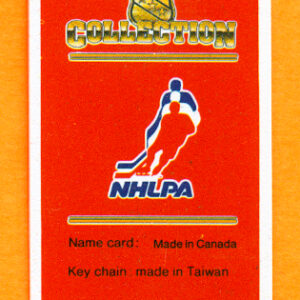 COLLECTION
NHLPA
Name card: Made in Canada
Key chain made in Taiwan